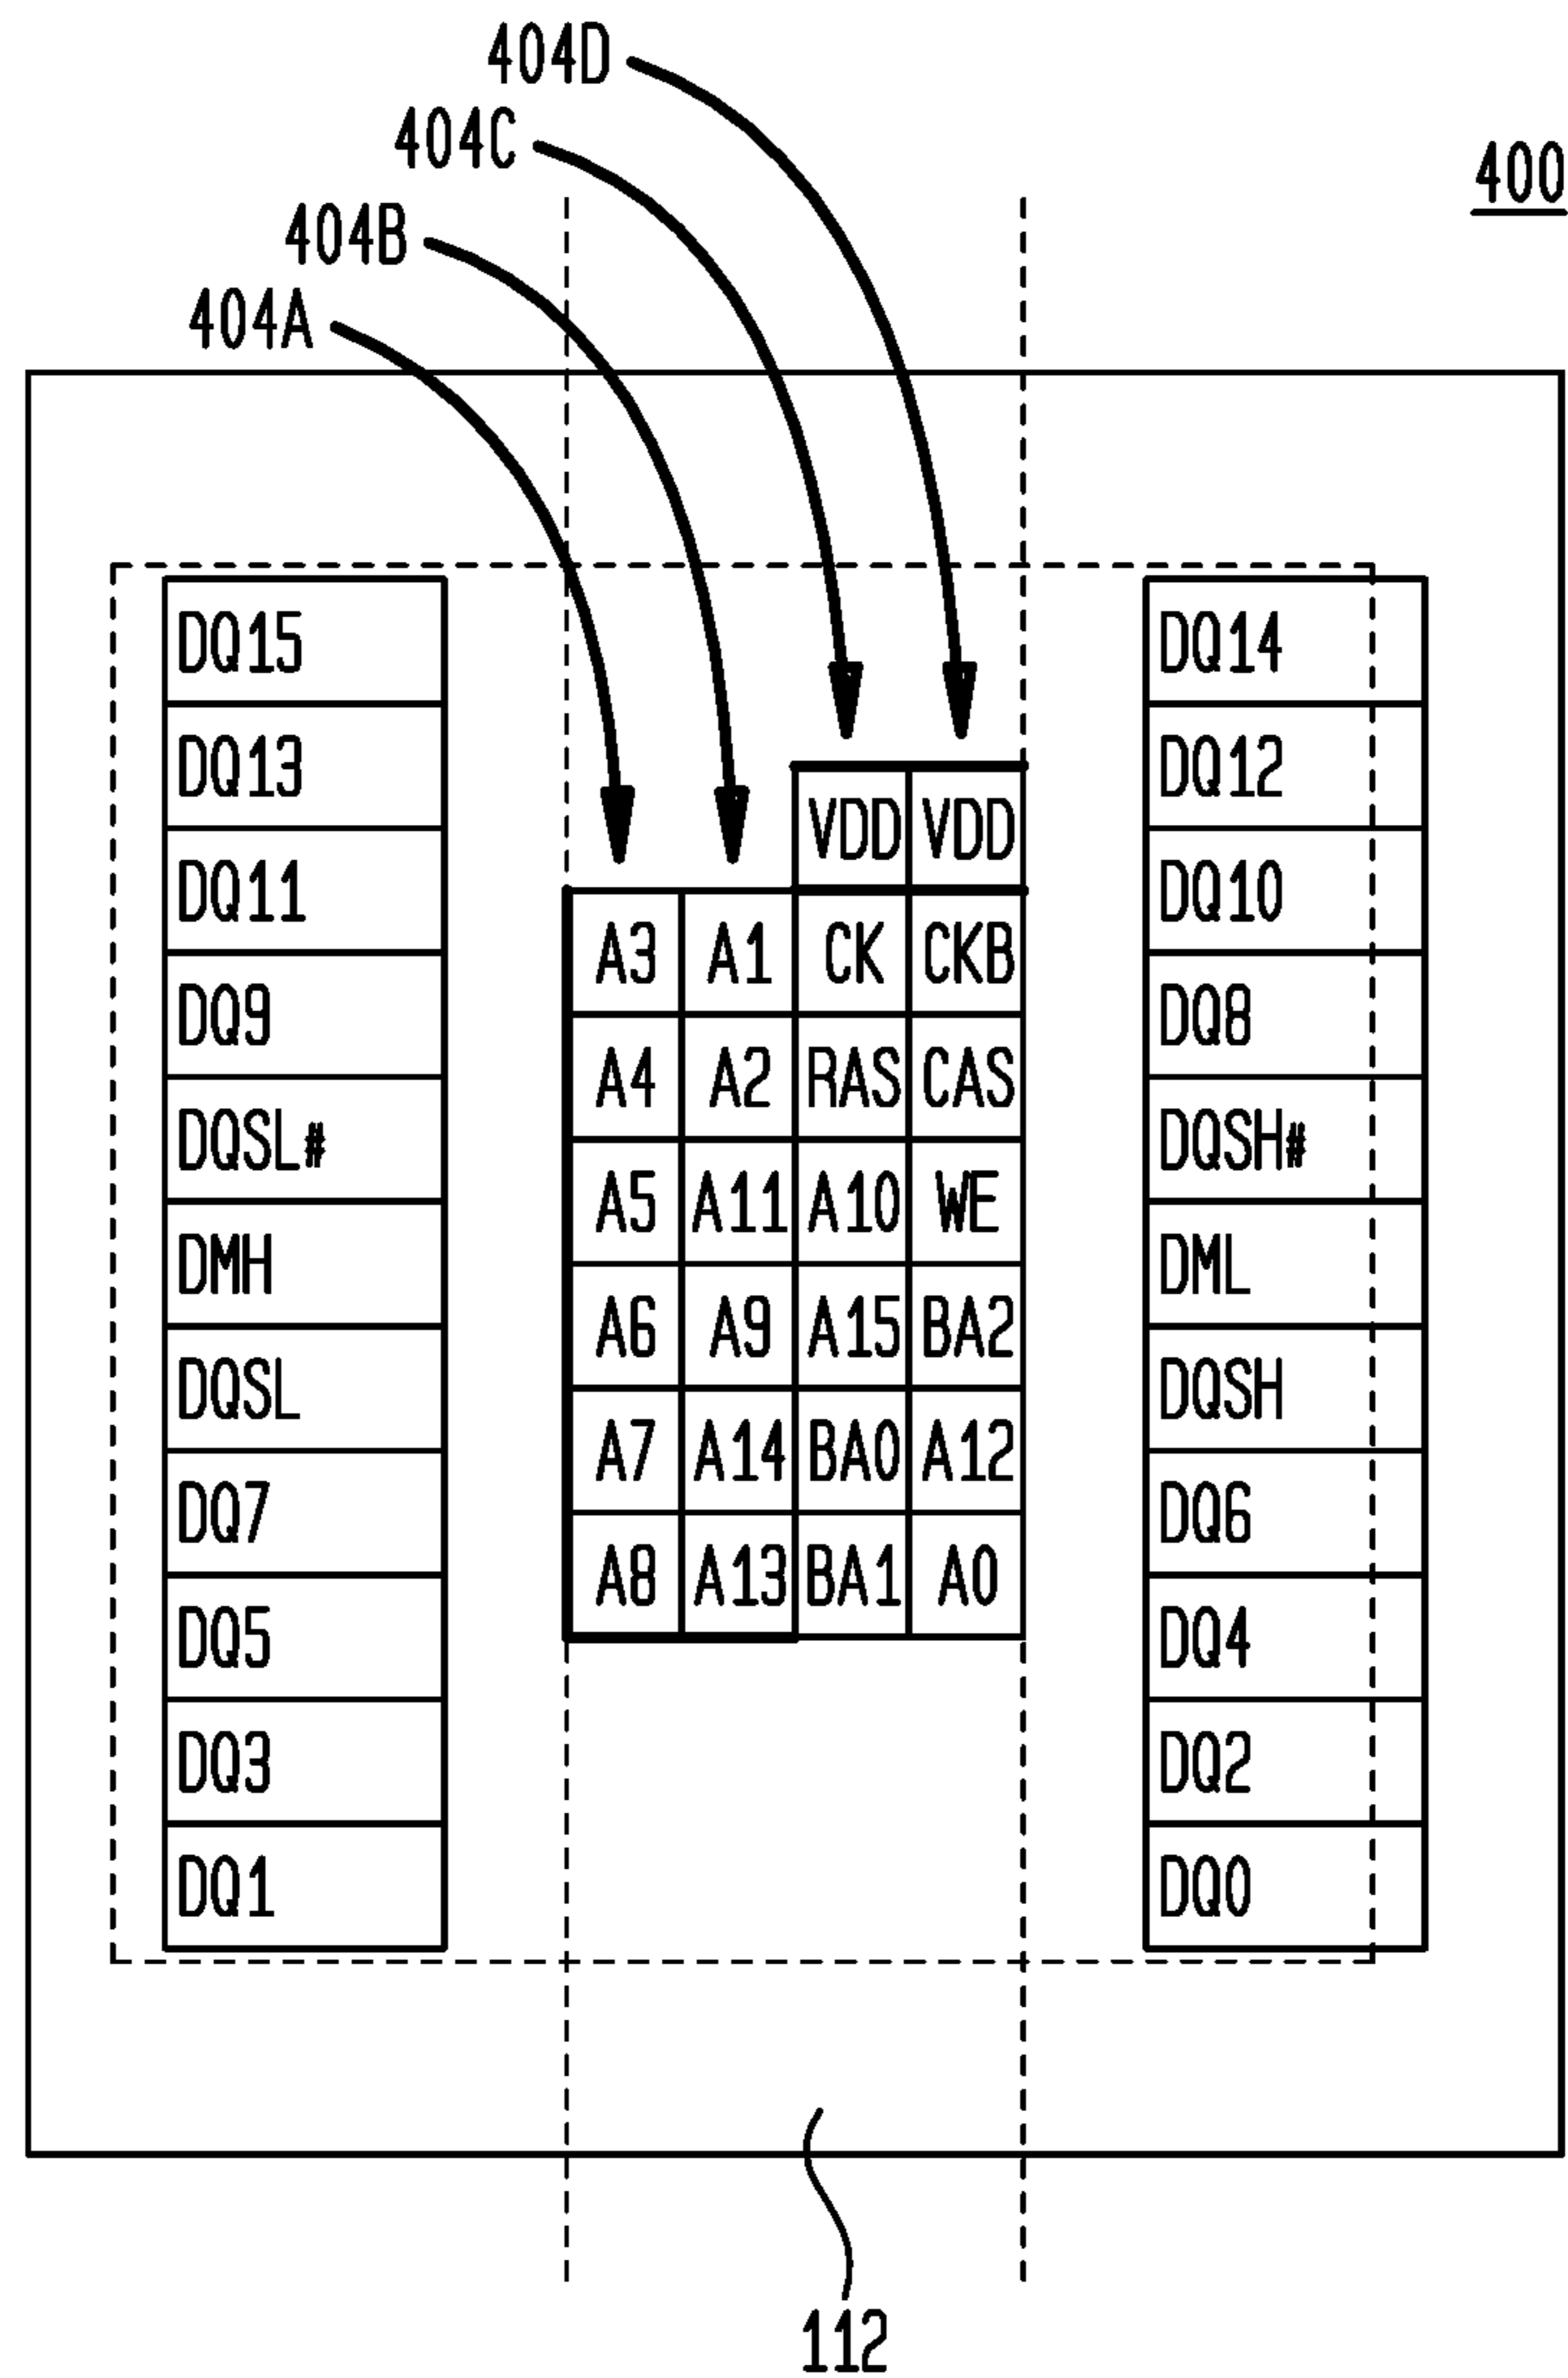 404D
404C
400
404B
404A
DQ15 DQ14
DQ13 DQ12
VDD VDD
DQ11 DQ10
A3 A1 CK CKB
DQ9 DQ8
A4 A2 RAS CAS
DQSL# DQSH#
A5 A11 A10 WE
DMH DML
A6 A9 A15 BA2
DQSL DQSH
A7 A14 BA0 A12
DQ7 DQ6
A8 A13 BA1 A0
DQ5 DQ4
DQ3 DQ2
DQ1 DQ0
112